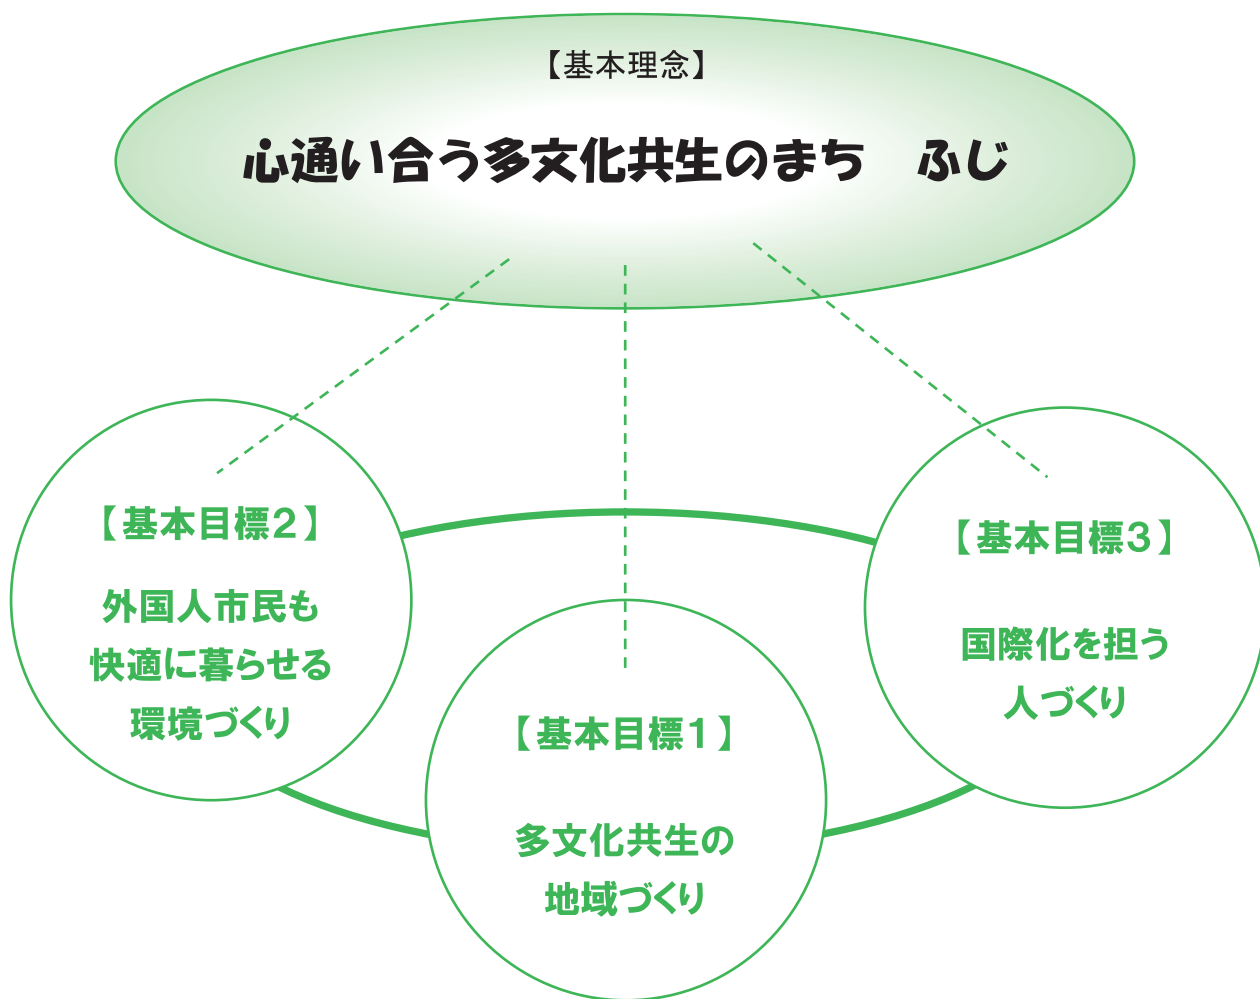 【基本理念】
心通い合う多文化共生のまち　ふじ
【基本目標2】
外国人市民も
快適に暮らせる
環境づくり
【基本目標1】
多文化共生の
地域づくり
【基本目標3】
国際化を担う
人づくり